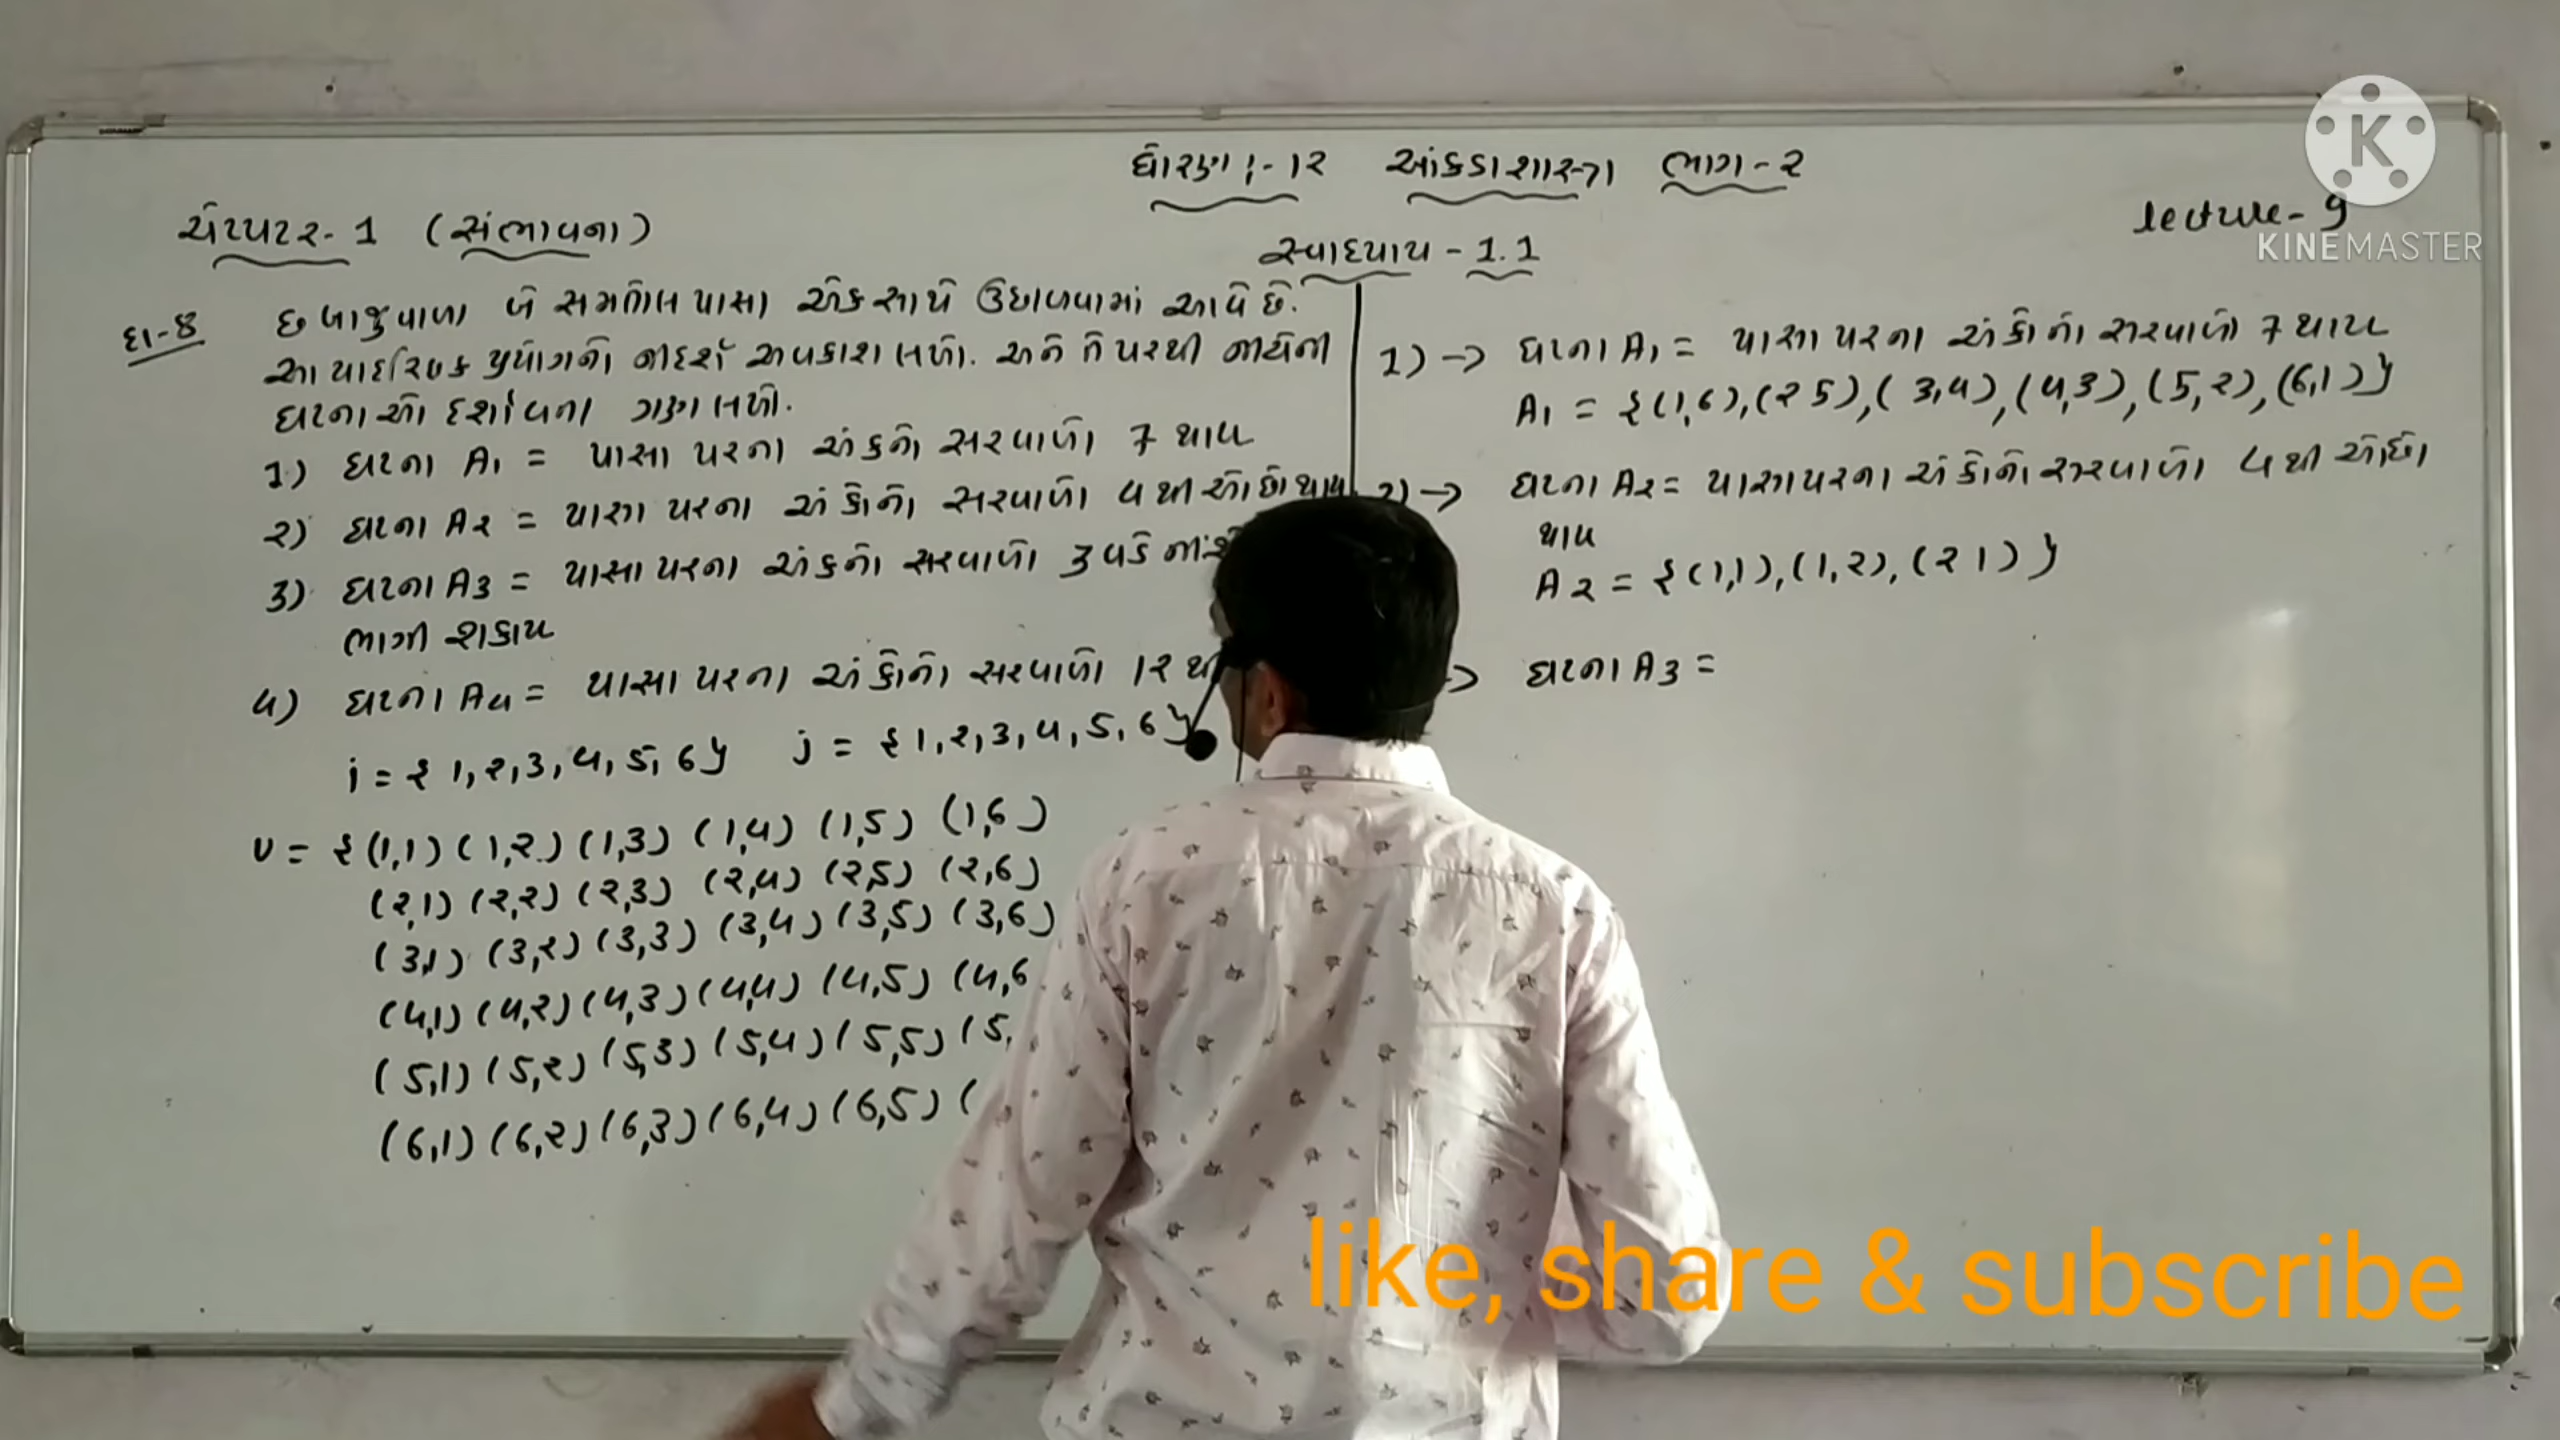 ધોરણ :- 12 આંકડાશાસ્ત્ર ભાગ - 2
lecture - 9
KINEMASTER
ચેપ્ટર - 1 (સંભાવના)
સ્વાધ્યાય - 1.1
દા-8 છ બાજુવાળા બે સમતોલ પાસા એક સાથે ઉછાળવામાં આવે છે.
આ યાદચ્છિક પ્રયોગનો નિદર્શ અવકાશ લખો. અને તે પરથી નીચેની
ઘટનાઓ દર્શાવતા ગણ લખો.
1) ઘટના A1 = પાસા પરના અંકનો સરવાળો 7 થાય
2) ઘટના A2 = પાસા પરના અંકોનો સરવાળો 4 થી ઓછો થાય
3) ઘટના A3 = પાસા પરના અંકનો સરવાળો 3 વડે
ભાગી શકાય
4) ઘટના A4 = પાસા પરના અંકોનો સરવાળો 12
i = { 1, 2, 3, 4, 5, 6 } j = { 1, 2, 3, 4, 5, 6 }
U = { (1,1) (1,2) (1,3) (1,4) (1,5) (1,6)
(2,1) (2,2) (2,3) (2,4) (2,5) (2,6)
(3,1) (3,2) (3,3) (3,4) (3,5) (3,6)
(4,1) (4,2) (4,3) (4,4) (4,5) (4,6
(5,1) (5,2) (5,3) (5,4) (5,5) (5,
(6,1) (6,2) (6,3) (6,4) (6,5) (
1) -> ઘટના A1 = પાસા પરના અંકોનો સરવાળો 7 થાય
A1 = { (1,6), (2 5), (3,4), (4,3), (5,2), (6,1) }
2) -> ઘટના A2 = પાસા પરના અંકોનો સરવાળો 4 થી ઓછો
થાય
A2 = { (1,1), (1,2), (2 1) }
-> ઘટના A3 =
like, share & subscribe